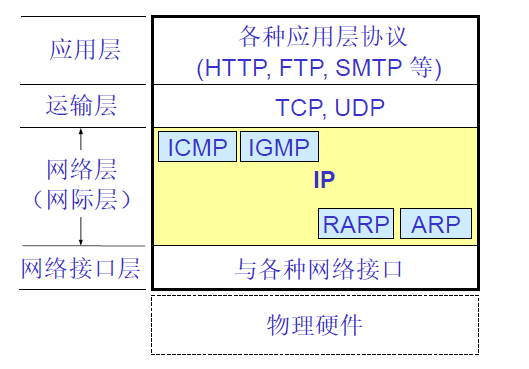 应用层
各种应用层协议
(HTTP, FTP, SMTP 等)
运输层
TCP, UDP
ICMP
IGMP
网络层
（网际层）
IP
RARP
ARP
网络接口层
与各种网络接口
物理硬件